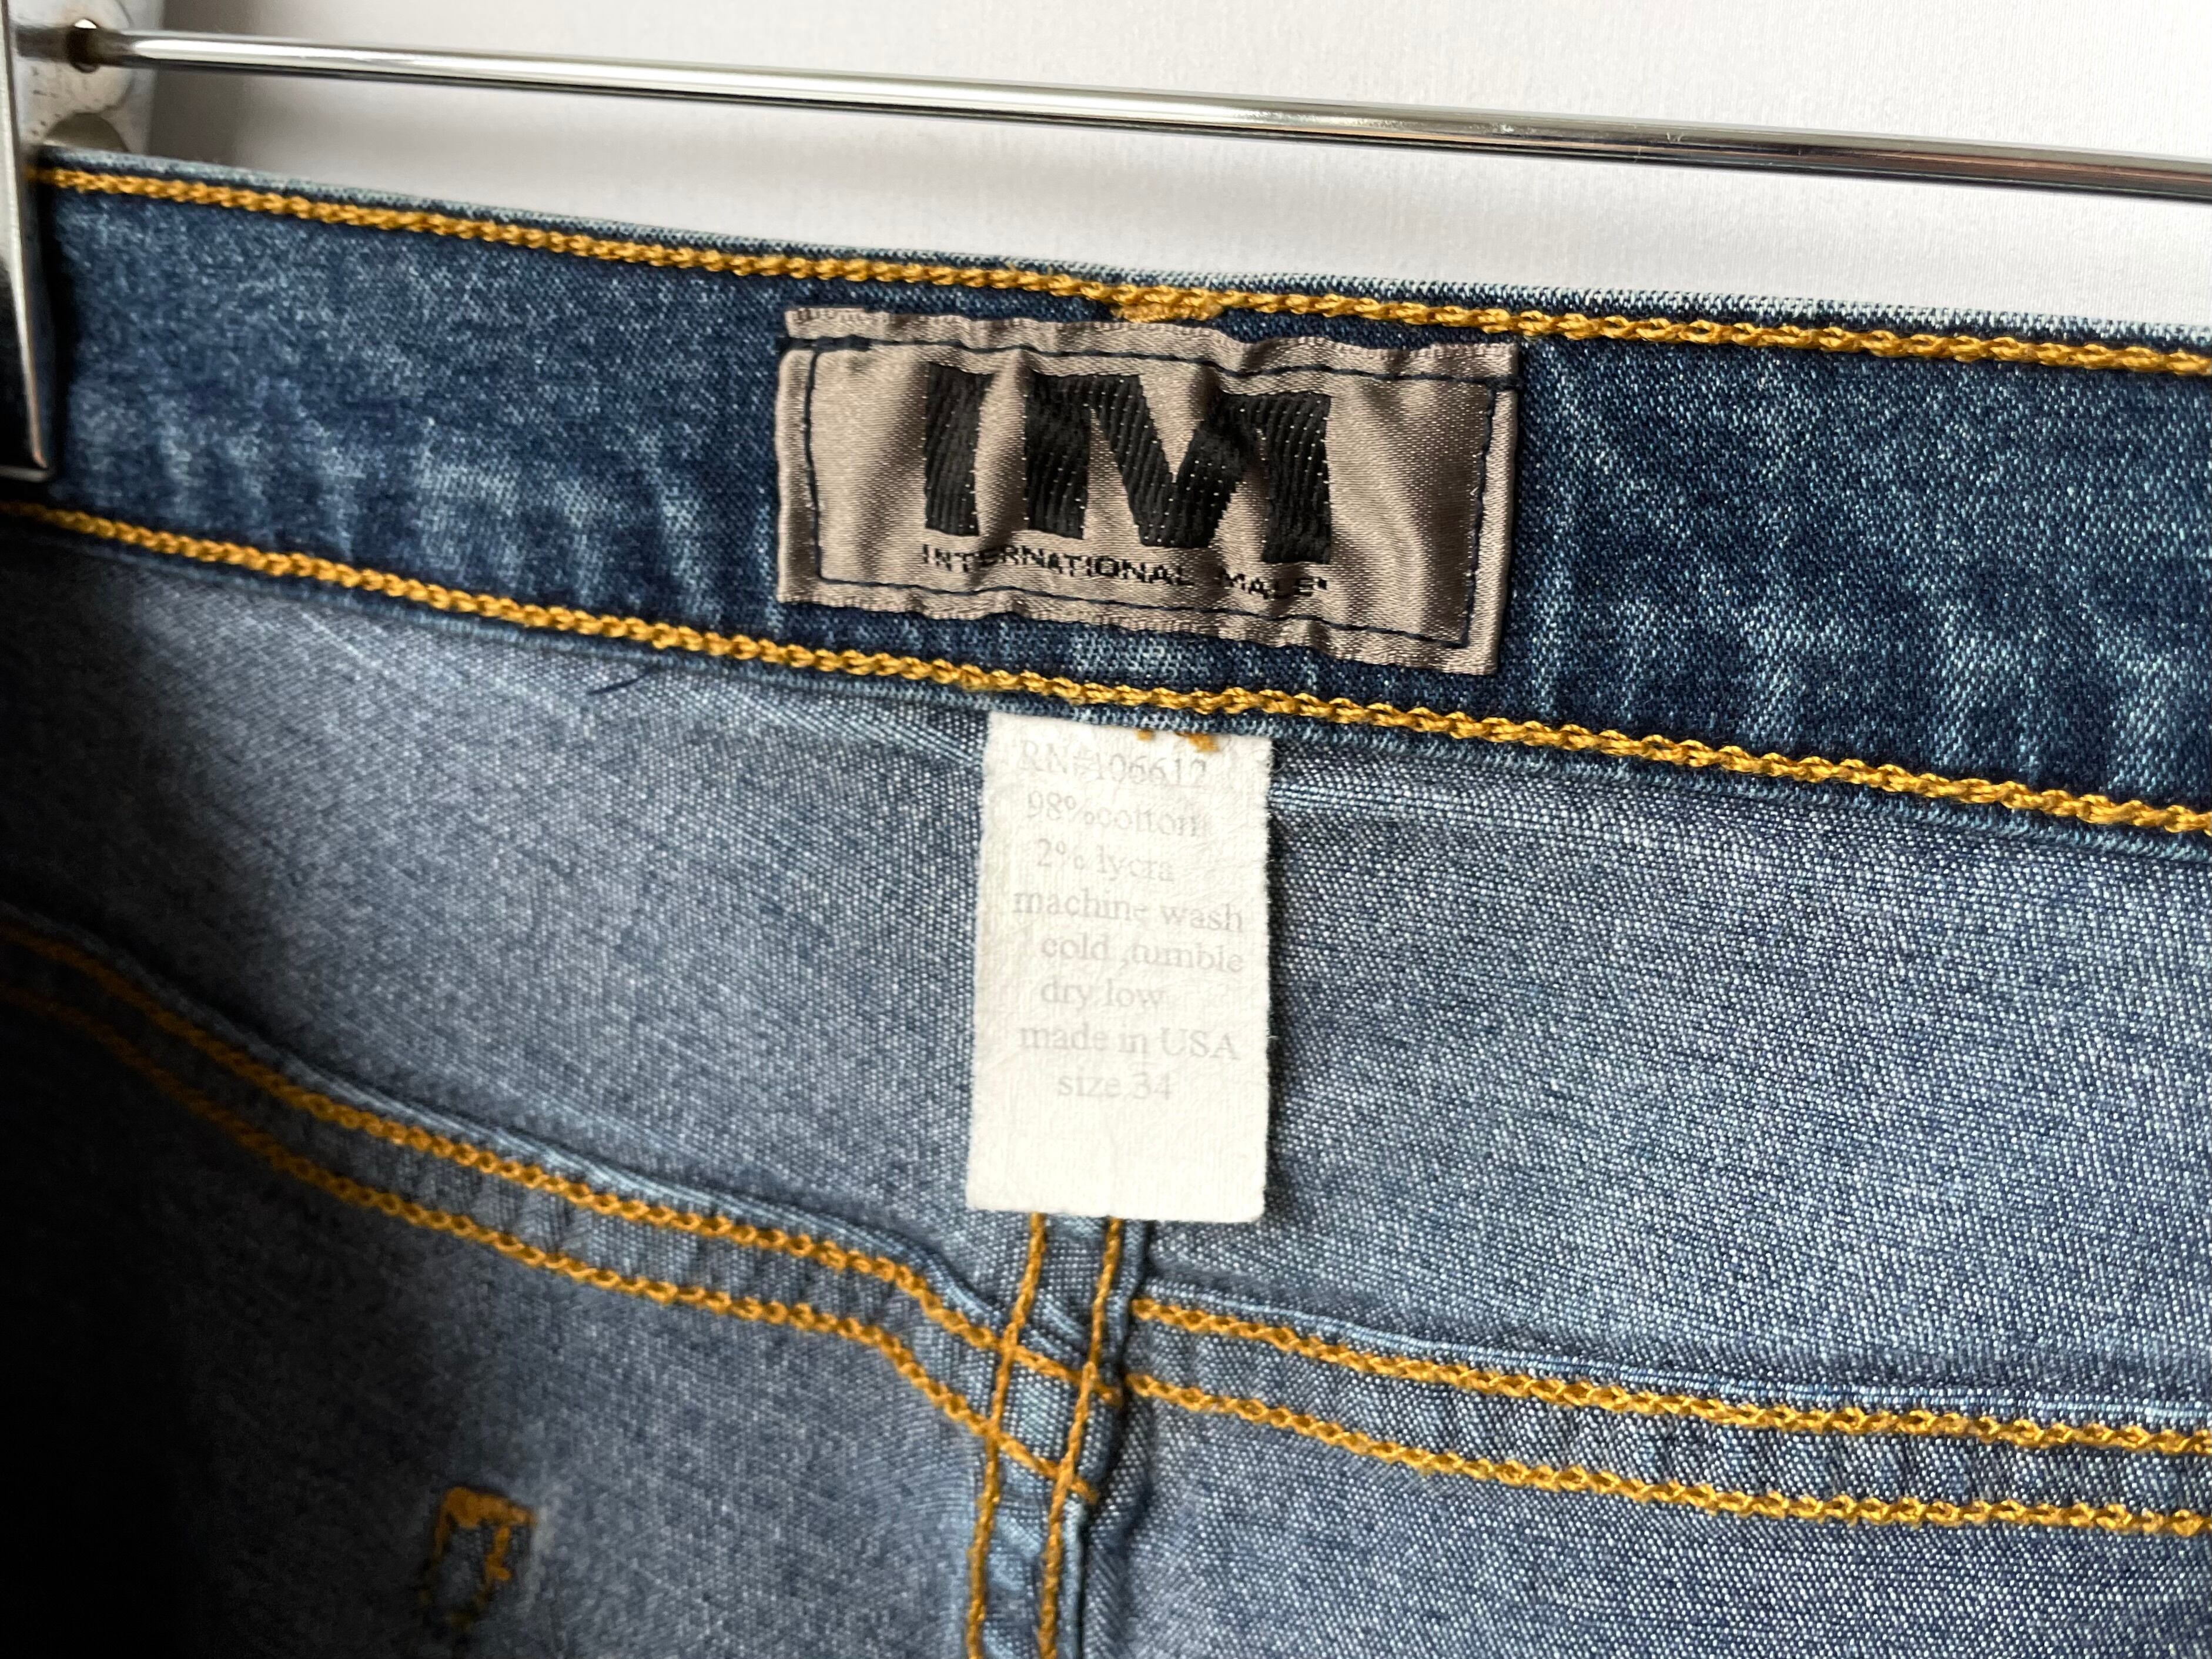 IM
INTERNATIONAL MALE
RN#106612
98%cotton
2% lycra
machine wash
cold ,tumble
dry low
made in USA
size 34